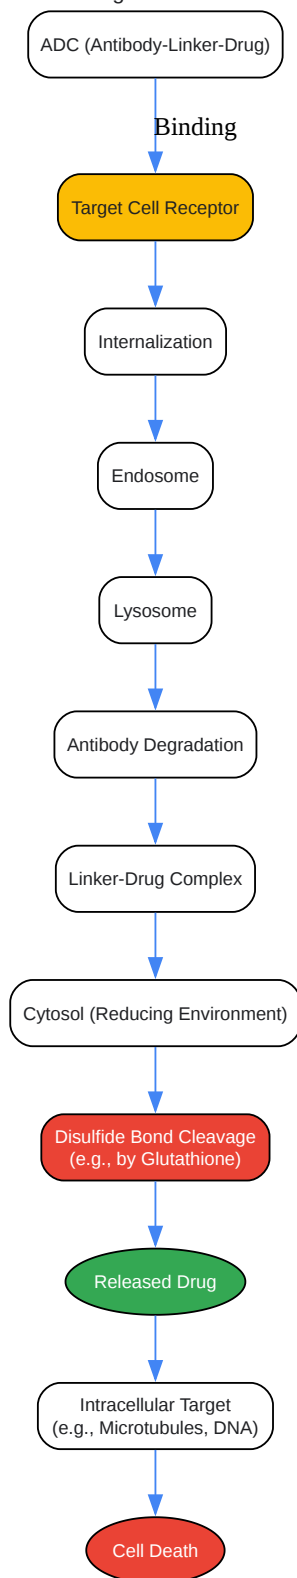 ADC (Antibody-Linker-Drug)
Binding
Target Cell Receptor
Internalization
Endosome
Lysosome
Antibody Degradation
Linker-Drug Complex
Cytosol (Reducing Environment)
Disulfide Bond Cleavage
(e.g., by Glutathione)
Released Drug
Intracellular Target
(e.g., Microtubules, DNA)
Cell Death